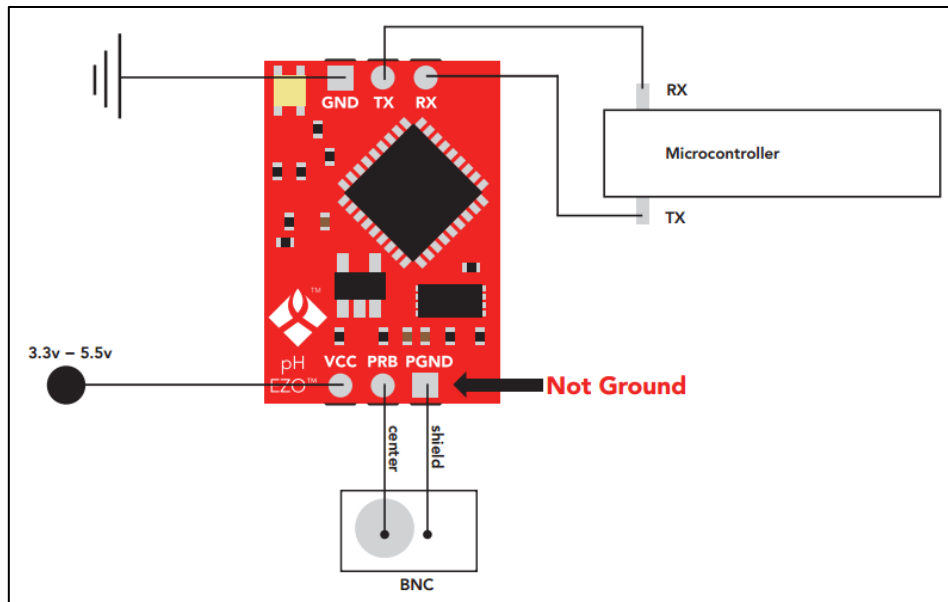 GND TX RX
RX
Microcontroller
TX
3.3v – 5.5v
™
pH
EZO™
VCC PRB PGND
Not Ground
center
shield
BNC